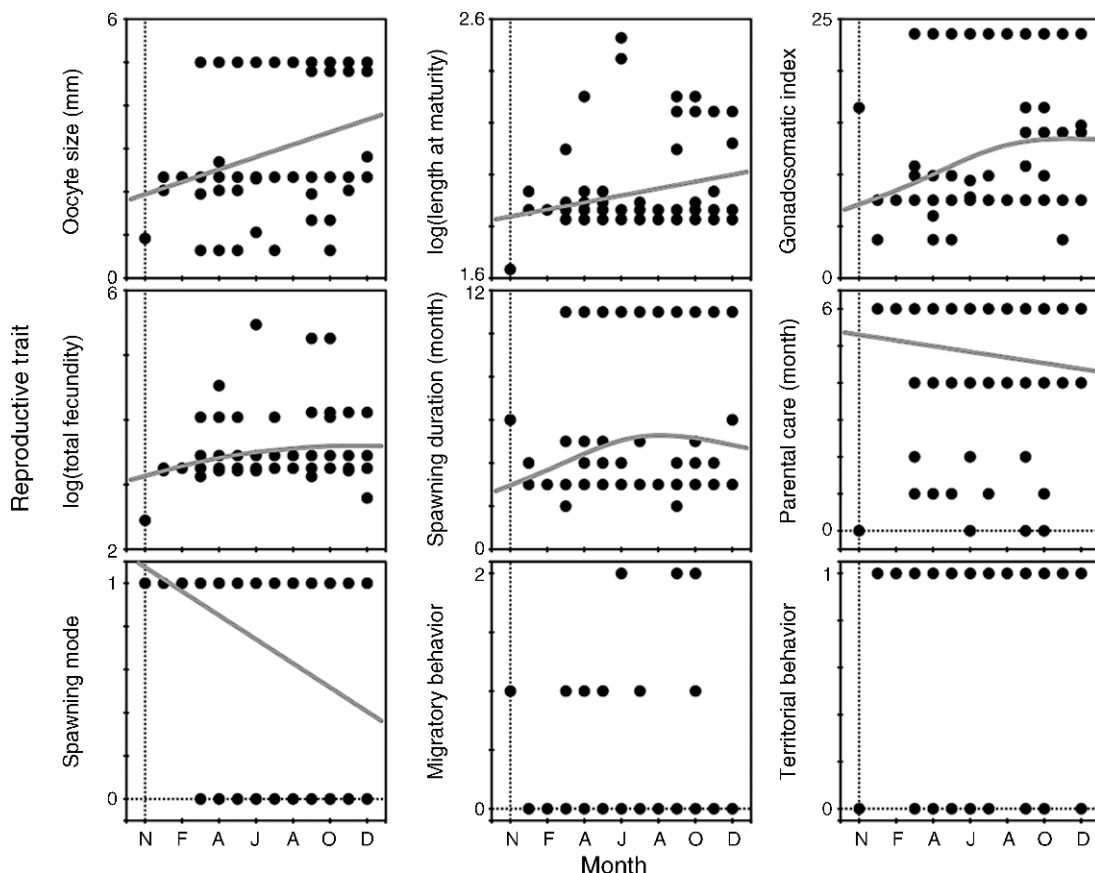 6
Oocyte size (mm)
0
2.6
log(length at maturity)
1.6
25
Gonadosomatic index
0
Reproductive trait
6
log(total fecundity)
2
12
Spawning duration (month)
0
6
Parental care (month)
0
1
Spawning mode
0
2
Migratory behavior
0
1
Territorial behavior
0
N F A J A O D
N F A J A O D
N F A J A O D
Month